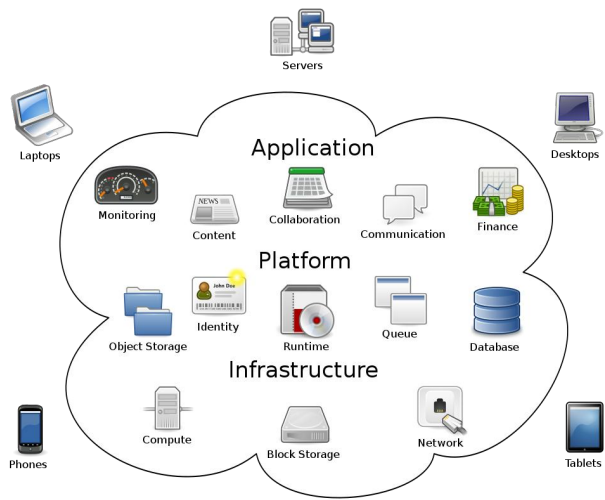 Servers
Laptops
Desktops
Application
Monitoring
NEWS
Content
Collaboration
Communication
Finance
Platform
Object Storage
John Doe
Identity
Runtime
Queue
Database
Infrastructure
Compute
Block Storage
Network
Phones
Tablets